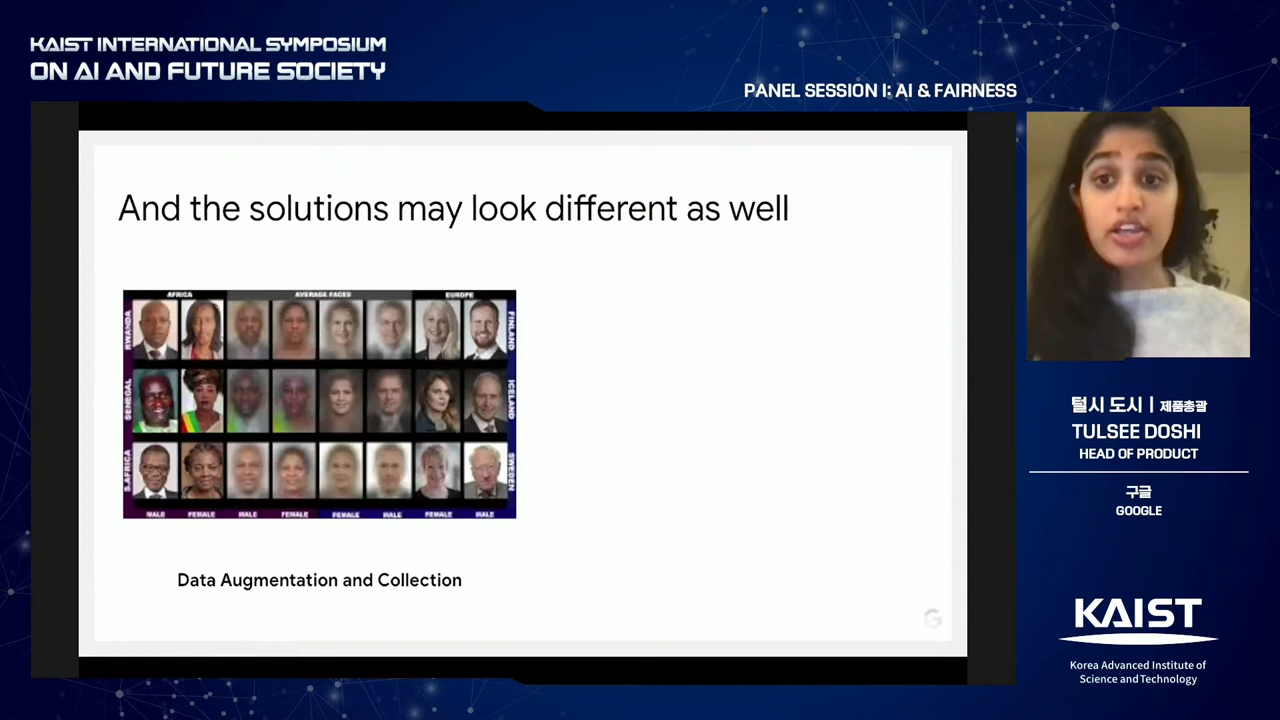 KAIST INTERNATIONAL SYMPOSIUM
ON AI AND FUTURE SOCIETY
PANEL SESSION I: AI & FAIRNESS
And the solutions may look different as well
AFRICA AVERAGE FACES EUROPE
RWANDA FINLAND
SENEGAL ICELAND
S.AFRICA SWEDEN
MALE FEMALE MALE FEMALE FEMALE MALE FEMALE MALE
Data Augmentation and Collection
G
털시 도시 | 제품총괄
TULSEE DOSHI
HEAD OF PRODUCT
구글
GOOGLE
KAIST
Korea Advanced Institute of
Science and Technology